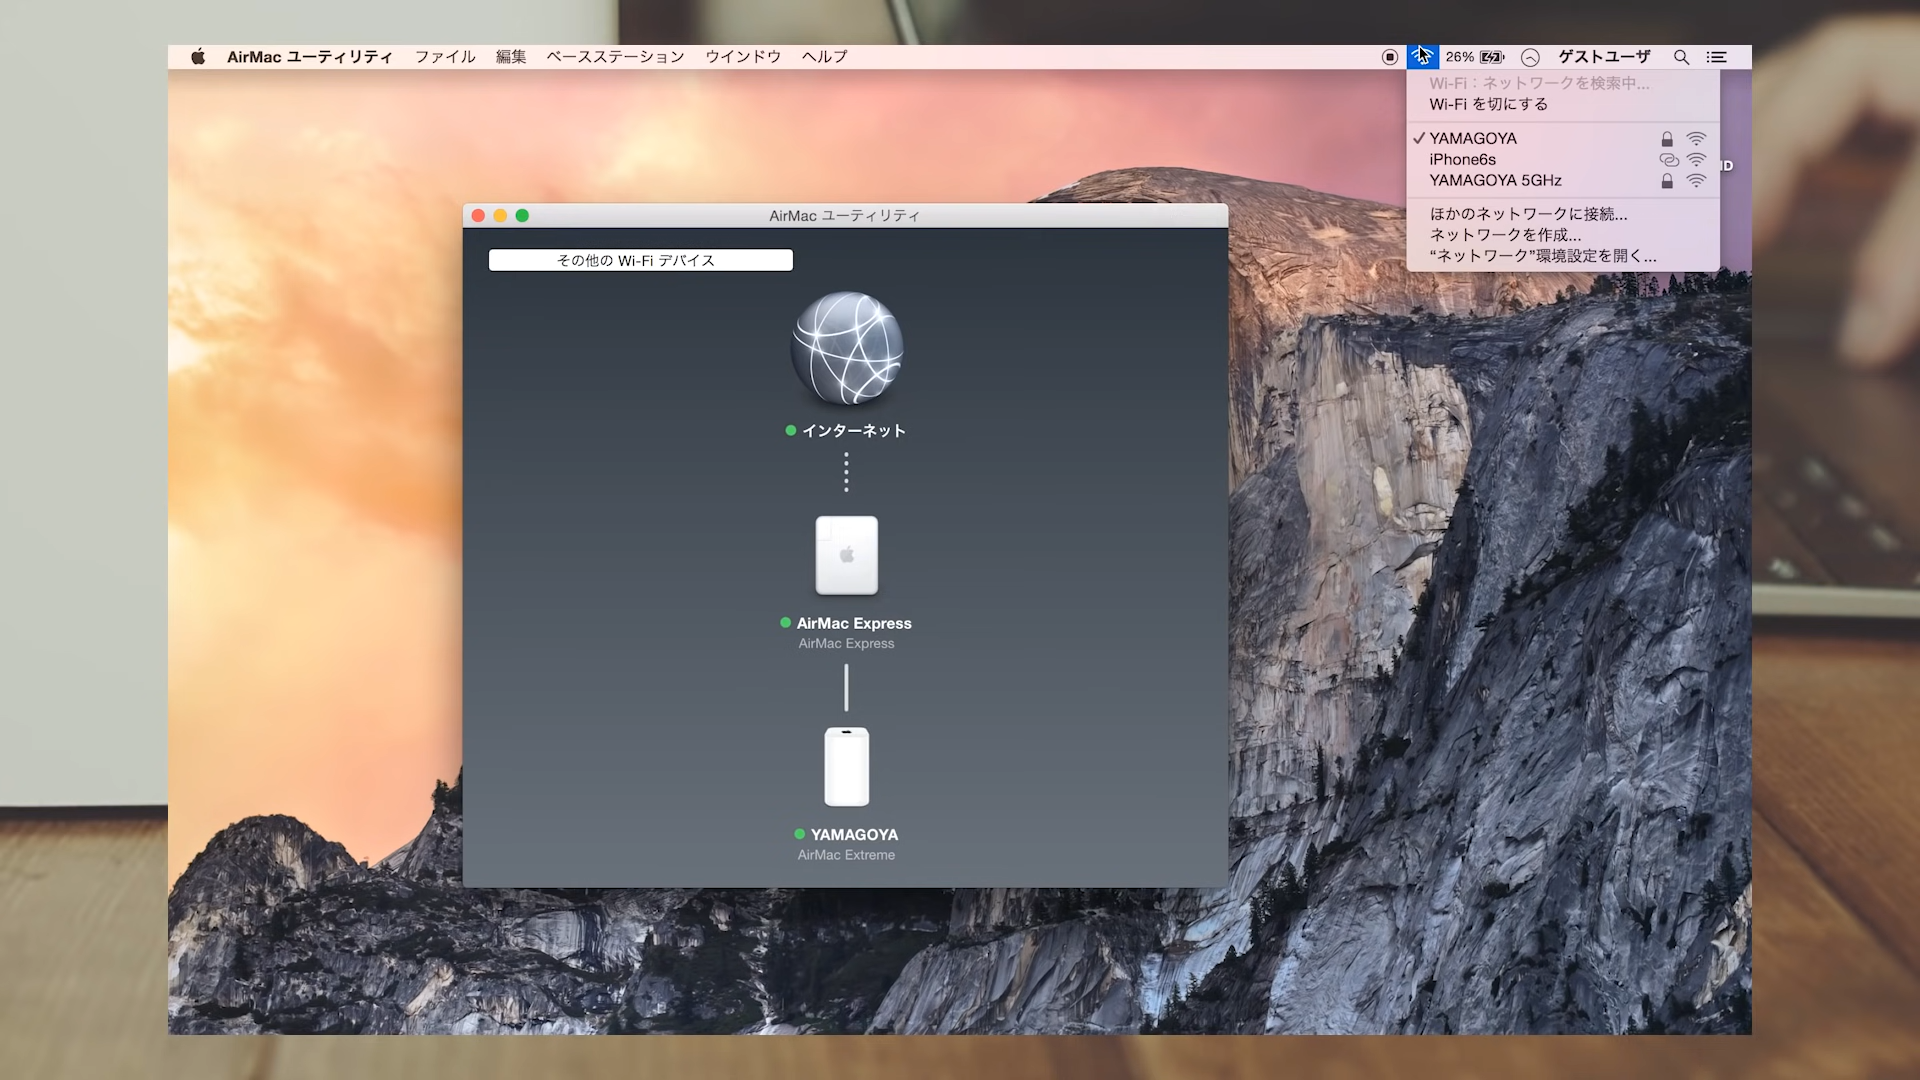 AirMac ユーティリティ ファイル 編集 ベースステーション ウインドウ ヘルプ 26% ゲストユーザ
Wi-Fi：ネットワークを検索中...
Wi-Fi を切にする
YAMAGOYA
iPhone6s
YAMAGOYA 5GHz
ほかのネットワークに接続...
ネットワークを作成...
“ネットワーク”環境設定を開く...
AirMac ユーティリティ
その他の Wi-Fi デバイス
インターネット
AirMac Express
AirMac Express
YAMAGOYA
AirMac Extreme